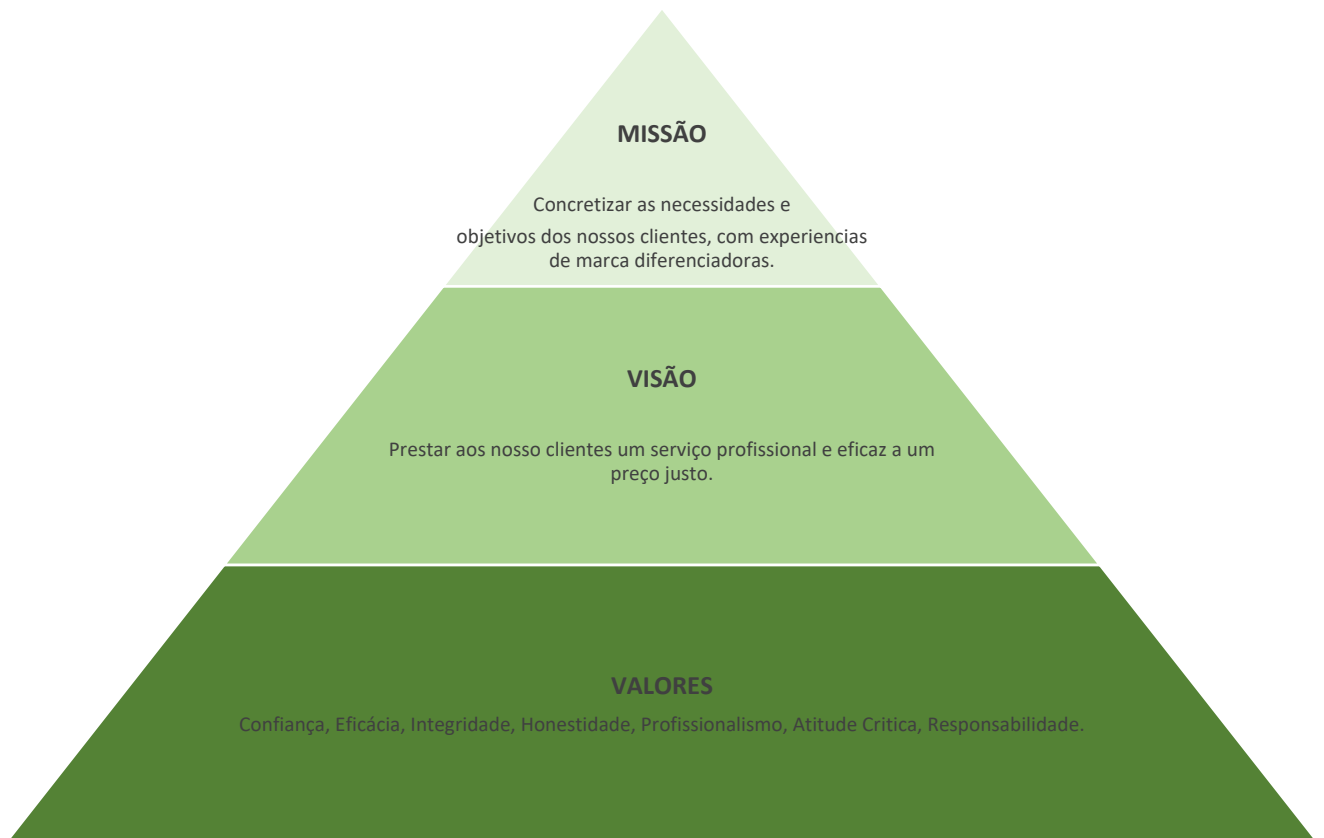 MISSÃO
Concretizar as necessidades e
objetivos dos nossos clientes, com experiencias
de marca diferenciadoras.
VISÃO
Prestar aos nosso clientes um serviço profissional e eficaz a um
preço justo.
VALORES
Confiança, Eficácia, Integridade, Honestidade, Profissionalismo, Atitude Critica, Responsabilidade.